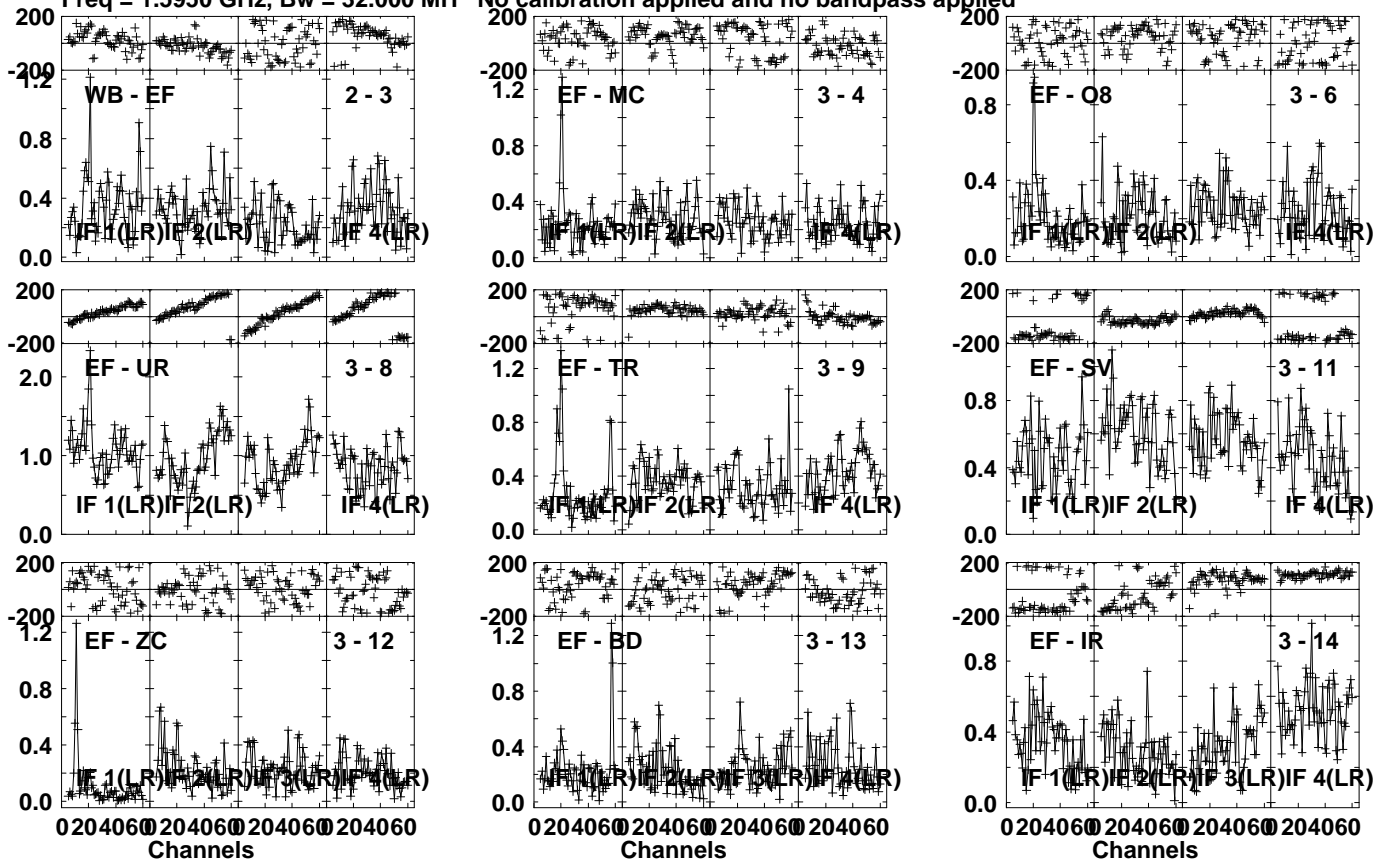 Freq = 1.5950 GHz, Bw = 32.000 MH No calibration applied and no bandpass applied
200 200 200
-200 -200 -200
1.2 WB - EF 2 - 3 1.2 EF - MC 3 - 4 EF - O8 3 - 6
0.8 0.8 0.8
0.4 0.4 0.4
IF 1(LR) IF 2(LR) IF 4(LR) IF 1(LR) IF 2(LR) IF 4(LR) IF 1(LR) IF 2(LR) IF 4(LR)
0.0 0.0 0.0
200 200 200
-200 -200 -200
2.0 EF - UR 3 - 8 1.2 EF - TR 3 - 9 EF - SV 3 - 11
0.8 0.8
1.0 0.4 0.4
IF 1(LR) IF 2(LR) IF 4(LR) IF 1(LR) IF 2(LR) IF 4(LR) IF 1(LR) IF 2(LR) IF 4(LR)
0.0 0.0 0.0
200 200 200
-200 -200 -200
1.2 EF - ZC 3 - 12 1.2 EF - BD 3 - 13 EF - IR 3 - 14
0.8 0.8 0.8
0.4 0.4 0.4
IF 1(LR) IF 2(LR) IF 3(LR) IF 4(LR) IF 1(LR) IF 2(LR) IF 3(LR) IF 4(LR) IF 1(LR) IF 2(LR) IF 3(LR) IF 4(LR)
0.0 0.0 0.0
0 20 40 60 0 20 40 60 0 20 40 60 0 20 40 60 0 20 40 60 0 20 40 60 0 20 40 60 0 20 40 60 0 20 40 60 0 20 40 60 0 20 40 60 0 20 40 60
Channels Channels Channels